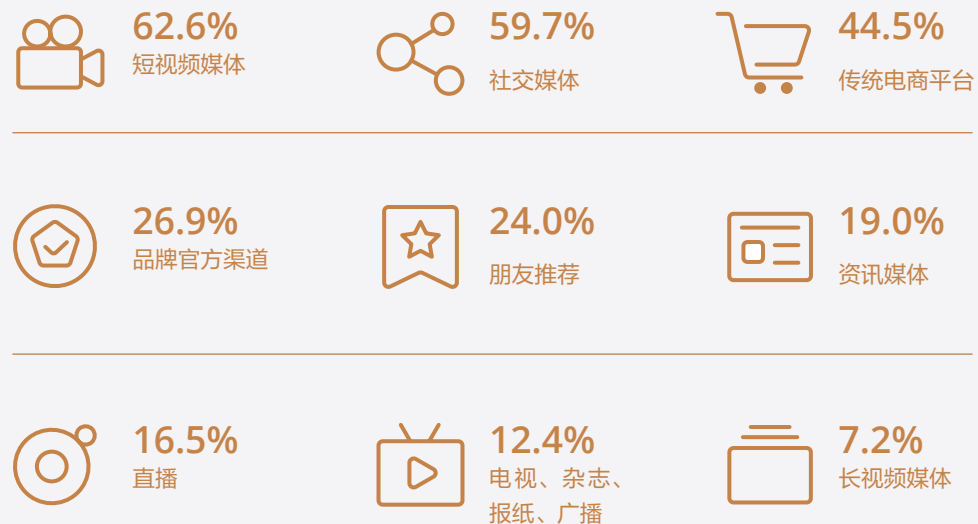 62.6%
短视频媒体
59.7%
社交媒体
44.5%
传统电商平台
26.9%
品牌官方渠道
24.0%
朋友推荐
19.0%
资讯媒体
16.5%
直播
12.4%
电视、杂志、
报纸、广播
7.2%
长视频媒体